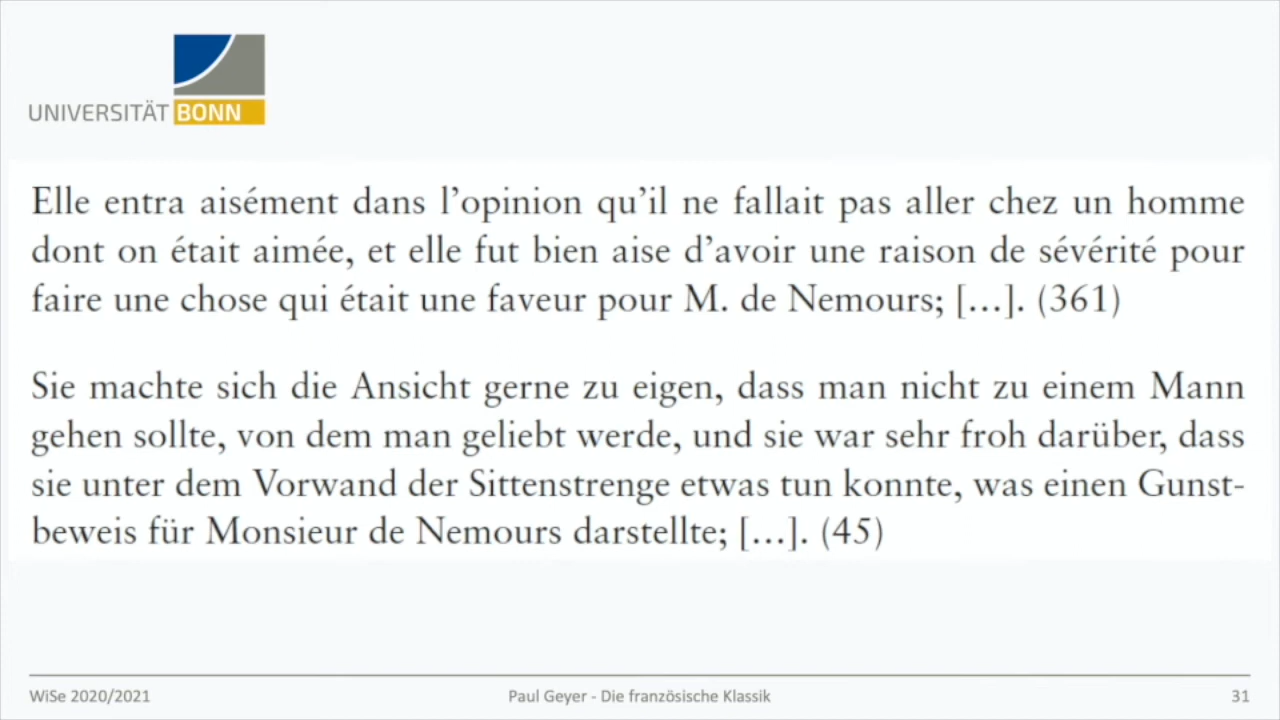 UNIVERSITÄT BONN
Elle entra aisément dans l’opinion qu’il ne fallait pas aller chez un homme
dont on était aimée, et elle fut bien aise d’avoir une raison de sévérité pour
faire une chose qui était une faveur pour M. de Nemours; [...]. (361)
Sie machte sich die Ansicht gerne zu eigen, dass man nicht zu einem Mann
gehen sollte, von dem man geliebt werde, und sie war sehr froh darüber, dass
sie unter dem Vorwand der Sittenstrenge etwas tun konnte, was einen Gunst-
beweis für Monsieur de Nemours darstellte; [...]. (45)
WiSe 2020/2021 Paul Geyer - Die französische Klassik 31